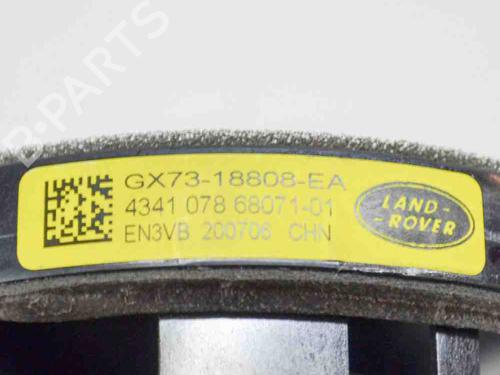 B-PARTS
GX73-18808-EA
4341 078 68071-01
EN3VB 200706 CHN
LAND-
-ROVER